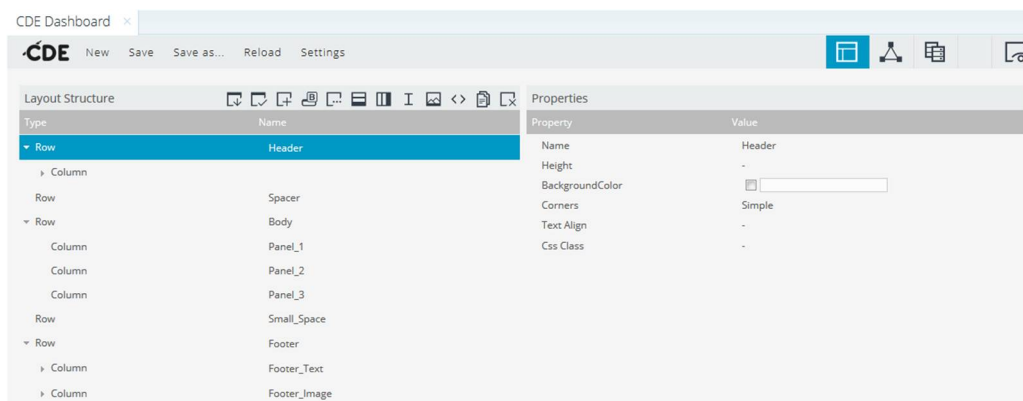 CDE Dashboard ×
CDE New Save Save as... Reload Settings
Layout Structure
Type Name
Row Header
Column
Row Spacer
Row Body
Column Panel_1
Column Panel_2
Column Panel_3
Row Small_Space
Row Footer
Column Footer_Text
Column Footer_Image
Properties
Property Value
Name Header
Height -
BackgroundColor
Corners Simple
Text Align -
Css Class -